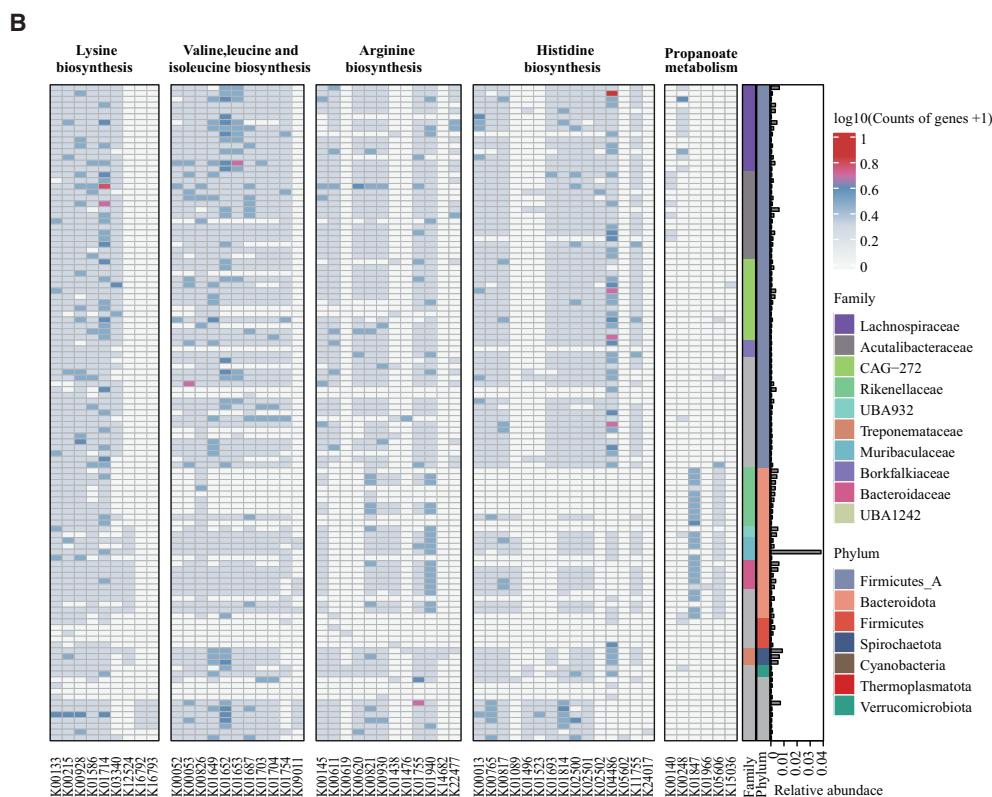 B
Lysine
biosynthesis
Valine,leucine and
isoleucine biosynthesis
Arginine
biosynthesis
Histidine
biosynthesis
Propanoate
metabolism
log10(Counts of genes +1)
1
0.8
0.6
0.4
0.2
0
Family
Lachnospiraceae
Acutalibacteraceae
CAG−272
Rikenellaceae
UBA932
Treponemataceae
Muribaculaceae
Borkfalkiaceae
Bacteroidaceae
UBA1242
Phylum
Firmicutes_A
Bacteroidota
Firmicutes
Spirochaetota
Cyanobacteria
Thermoplasmatota
Verrucomicrobiota
K00133
K00215
K00928
K01586
K01714
K03340
K15524
K16792
K16793
K00052
K00053
K00826
K01649
K01652
K01653
K01687
K01703
K01704
K01754
K09011
K00145
K00611
K00619
K00620
K00821
K00930
K01438
K01476
K01755
K01940
K14682
K22477
K00013
K00765
K00817
K01089
K01496
K01523
K01693
K01814
K02500
K02501
K02502
K04486
K05602
K11755
K24017
K00140
K00248
K01847
K01966
K05606
K15036
Family
Phylum
0
0.01
0.02
0.03
0.04
Relative abundace